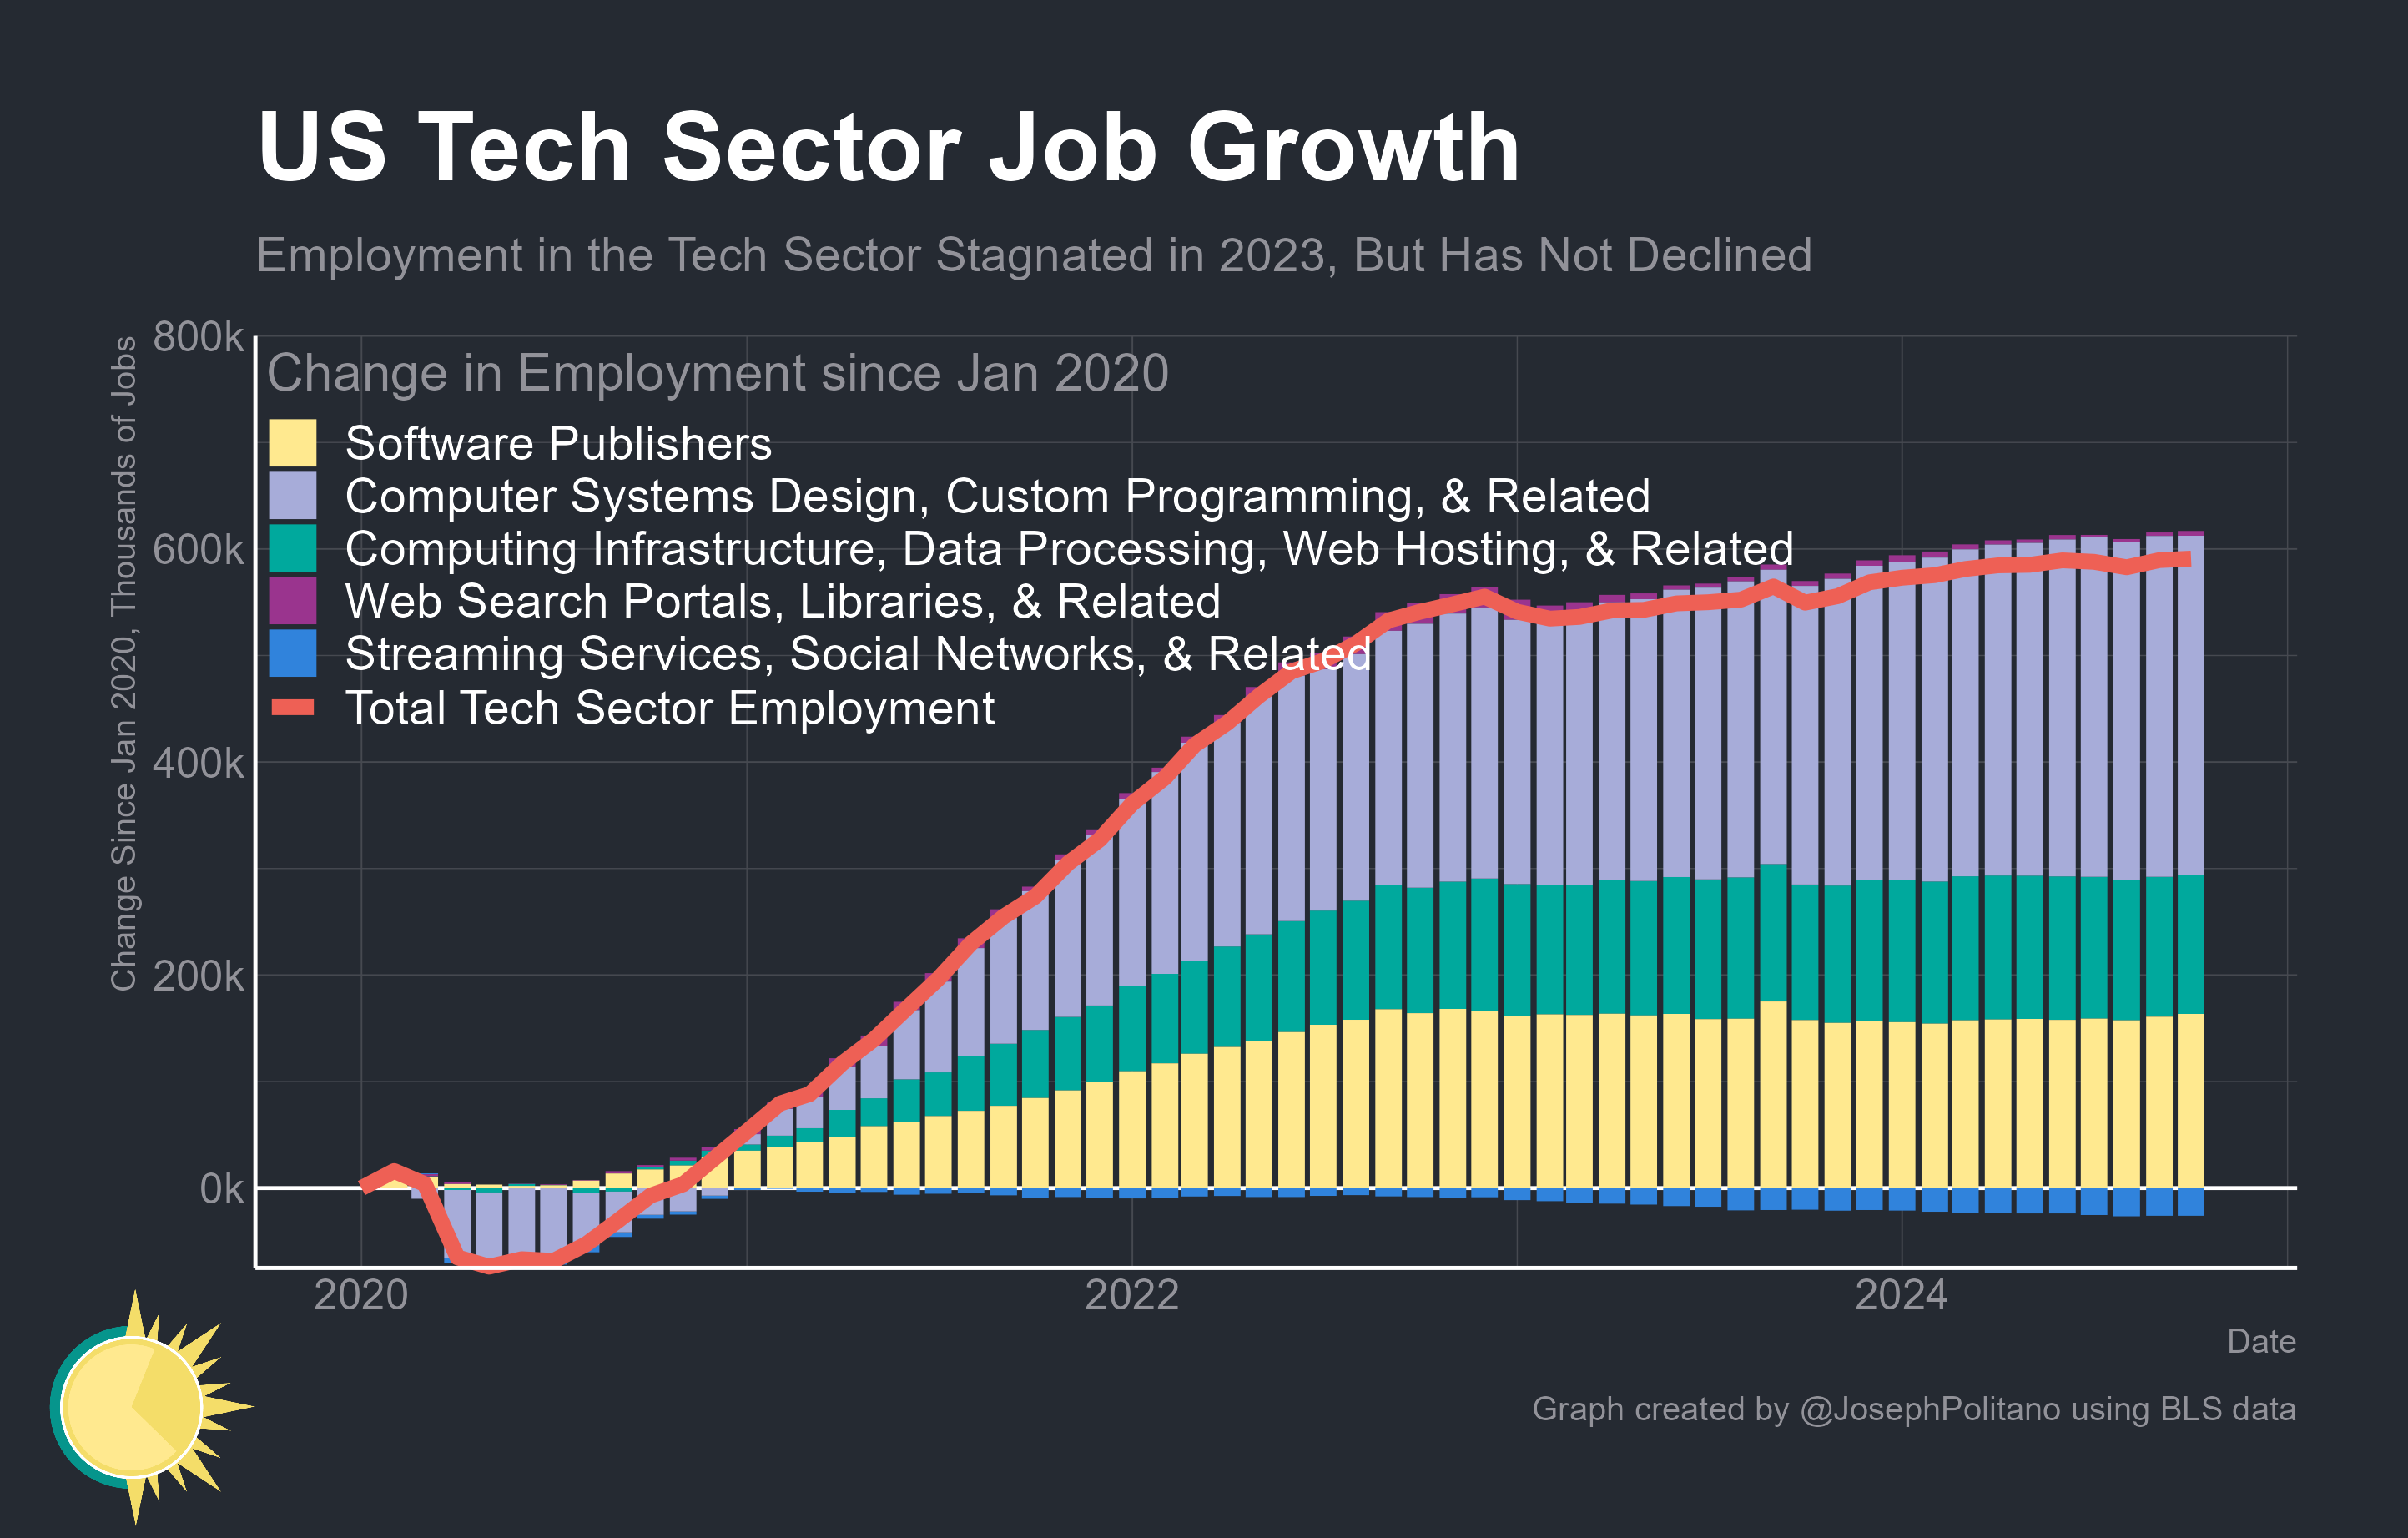 US Tech Sector Job Growth
Employment in the Tech Sector Stagnated in 2023, But Has Not Declined
Change Since Jan 2020, Thousands of Jobs
800k
600k
400k
200k
0k
Change in Employment since Jan 2020
Software Publishers
Computer Systems Design, Custom Programming, & Related
Computing Infrastructure, Data Processing, Web Hosting, & Related
Web Search Portals, Libraries, & Related
Streaming Services, Social Networks, & Related
Total Tech Sector Employment
2020
2022
2024
Date
Graph created by @JosephPolitano using BLS data